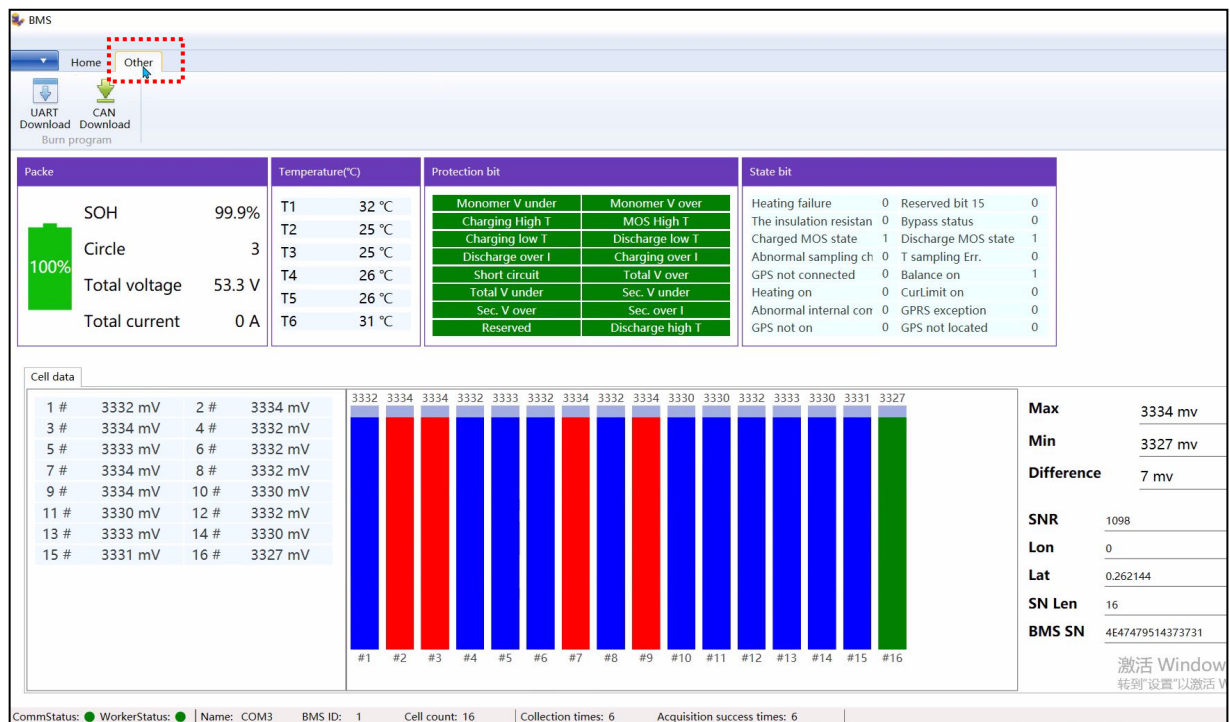 BMS
Home Other
UART Download
CAN Download
Burn program
Packe
SOH 99.9%
Circle 3
100%
Total voltage 53.3 V
Total current 0 A
Temperature(℃)
T1 32 ℃
T2 25 ℃
T3 25 ℃
T4 26 ℃
T5 26 ℃
T6 31 ℃
Protection bit
Monomer V under Monomer V over
Charging High T MOS High T
Charging low T Discharge low T
Discharge over I Charging over I
Short circuit Total V over
Total V under Sec. V under
Sec. V over Sec. over I
Reserved Discharge high T
State bit
Heating failure 0 Reserved bit 15 0
The insulation resistan 0 Bypass status 0
Charged MOS state 1 Discharge MOS state 1
Abnormal sampling ch 0 T sampling Err. 0
GPS not connected 0 Balance on 1
Heating on 0 CurLimit on 0
Abnormal internal com 0 GPRS exception 0
GPS not on 0 GPS not located 0
Cell data
1 # 3332 mV 2 # 3334 mV
3 # 3334 mV 4 # 3332 mV
5 # 3333 mV 6 # 3332 mV
7 # 3334 mV 8 # 3332 mV
9 # 3334 mV 10 # 3330 mV
11 # 3330 mV 12 # 3332 mV
13 # 3333 mV 14 # 3330 mV
15 # 3331 mV 16 # 3327 mV
3332 3334 3334 3332 3333 3332 3334 3332 3334 3330 3330 3332 3333 3330 3331 3327
#1 #2 #3 #4 #5 #6 #7 #8 #9 #10 #11 #12 #13 #14 #15 #16
Max 3334 mv
Min 3327 mv
Difference 7 mv
SNR 1098
Lon 0
Lat 0.262144
SN Len 16
BMS SN 4E47479514373731
激活 Window
转到"设置"以激活 W
CommStatus: WorkerStatus: Name: COM3 BMS ID: 1 Cell count: 16 Collection times: 6 Acquisition success times: 6